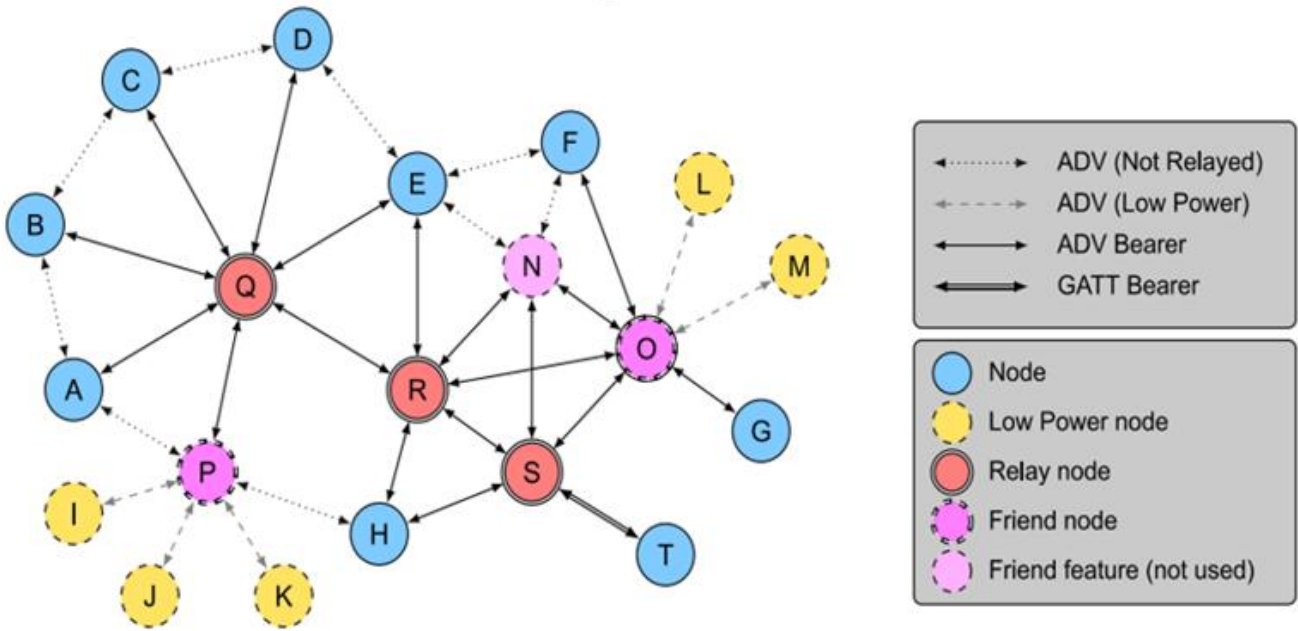 D
C
F
E
L
B
N
M
Q
O
A
R
G
P
S
I
H
T
J
K
ADV (Not Relayed)
ADV (Low Power)
ADV Bearer
GATT Bearer
Node
Low Power node
Relay node
Friend node
Friend feature (not used)